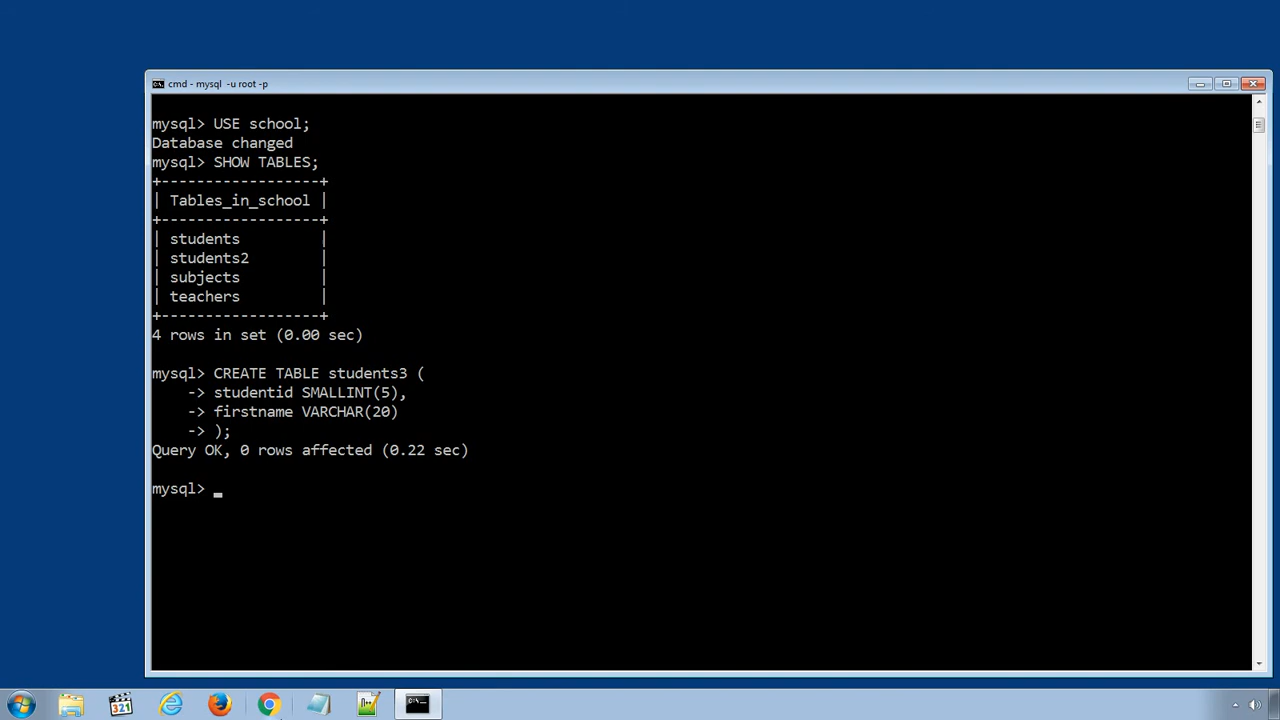 cmd - mysql  -u root -p
mysql> USE school;
Database changed
mysql> SHOW TABLES;
+------------------+
| Tables_in_school |
+------------------+
| students         |
| students2        |
| subjects         |
| teachers         |
+------------------+
4 rows in set (0.00 sec)
mysql> CREATE TABLE students3 (
    -> studentid SMALLINT(5),
    -> firstname VARCHAR(20)
    -> );
Query OK, 0 rows affected (0.22 sec)
mysql> _
321